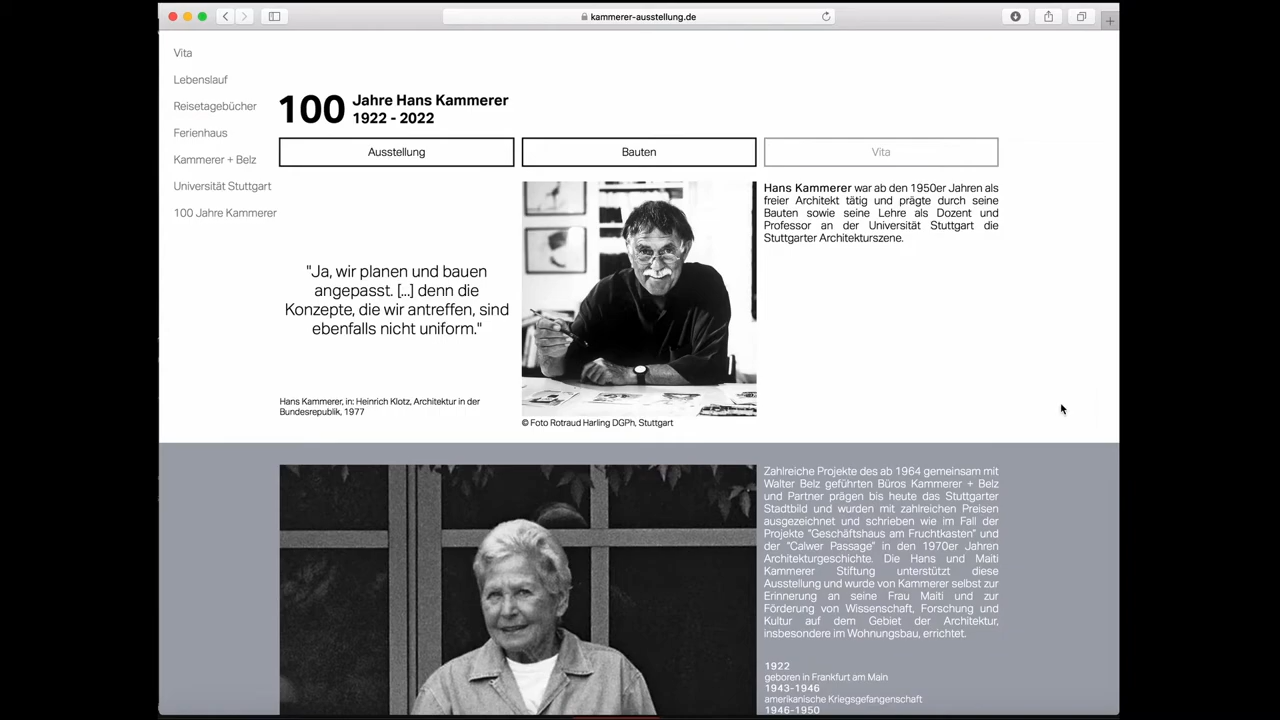 kammerer-ausstellung.de
Vita
Lebenslauf
Reisetagebücher
Ferienhaus
Kammerer + Belz
Universität Stuttgart
100 Jahre Kammerer
100 Jahre Hans Kammerer
1922 - 2022
Ausstellung
Bauten
Vita
"Ja, wir planen und bauen
angepasst. [...] denn die
Konzepte, die wir antreffen, sind
ebenfalls nicht uniform."
Hans Kammerer, in: Heinrich Klotz, Architektur in der
Bundesrepublik, 1977
© Foto Rotraud Harling DGPh, Stuttgart
Hans Kammerer war ab den 1950er Jahren als
freier Architekt tätig und prägte durch seine
Bauten sowie seine Lehre als Dozent und
Professor an der Universität Stuttgart die
Stuttgarter Architekturszene.
Zahlreiche Projekte des ab 1964 gemeinsam mit
Walter Belz geführten Büros Kammerer + Belz
und Partner prägen bis heute das Stuttgarter
Stadtbild und wurden mit zahlreichen Preisen
ausgezeichnet und schrieben wie im Fall der
Projekte "Geschäftshaus am Fruchtkasten" und
der "Calwer Passage" in den 1970er Jahren
Architekturgeschichte. Die Hans und Maiti
Kammerer Stiftung unterstützt diese
Ausstellung und wurde von Kammerer selbst zur
Erinnerung an seine Frau Maiti und zur
Förderung von Wissenschaft, Forschung und
Kultur auf dem Gebiet der Architektur,
insbesondere im Wohnungsbau, errichtet.
1922
geboren in Frankfurt am Main
1943-1946
amerikanische Kriegsgefangenschaft
1946-1950